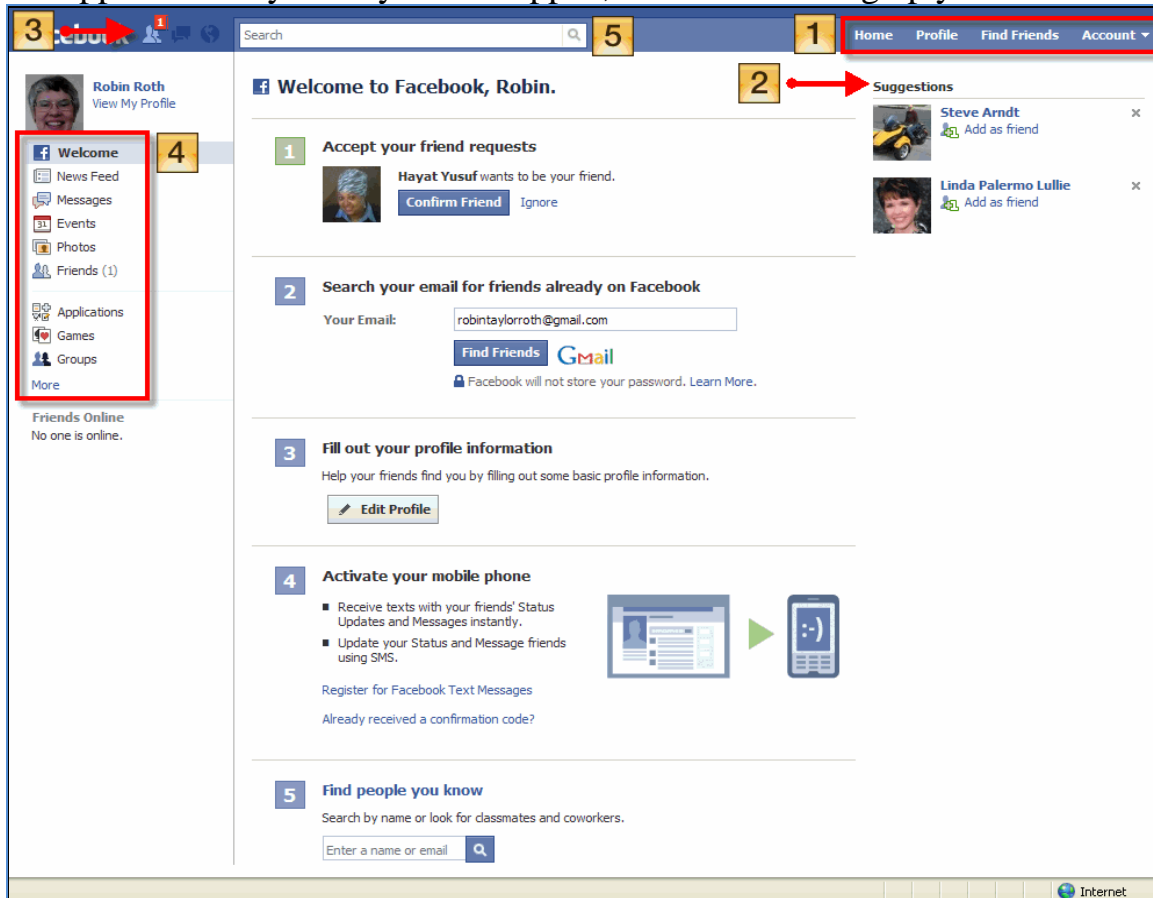 3
cebook
1
Search
5
1
Home Profile Find Friends Account
Robin Roth
View My Profile
Welcome to Facebook, Robin.
2
Suggestions
Steve Arndt
Add as friend
Linda Palermo Lullie
Add as friend
4
Welcome
News Feed
Messages
31 Events
Photos
Friends (1)
Applications
Games
Groups
More
Friends Online
No one is online.
1 Accept your friend requests
Hayat Yusuf wants to be your friend.
Confirm Friend Ignore
2 Search your email for friends already on Facebook
Your Email: robintaylorroth@gmail.com
Find Friends GMail
Facebook will not store your password. Learn More.
3 Fill out your profile information
Help your friends find you by filling out some basic profile information.
Edit Profile
4 Activate your mobile phone
Receive texts with your friends' Status
Updates and Messages instantly.
Update your Status and Message friends
using SMS.
:-)
Register for Facebook Text Messages
Already received a confirmation code?
5 Find people you know
Search by name or look for classmates and coworkers.
Enter a name or email
Internet